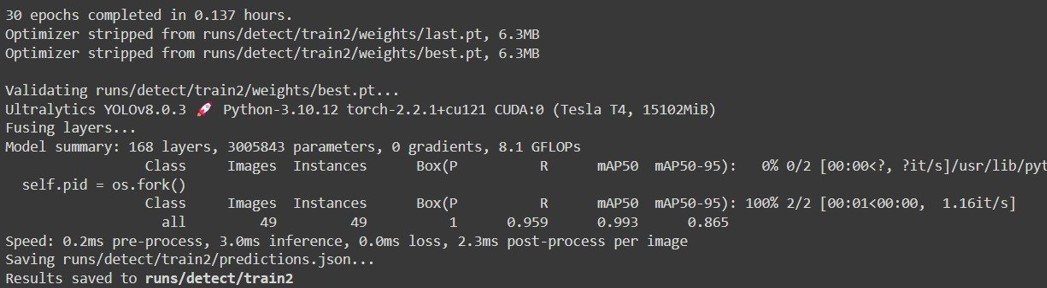 30 epochs completed in 0.137 hours.
Optimizer stripped from runs/detect/train2/weights/last.pt, 6.3MB
Optimizer stripped from runs/detect/train2/weights/best.pt, 6.3MB
Validating runs/detect/train2/weights/best.pt...
Ultralytics YOLOv8.0.3 🚀 Python-3.10.12 torch-2.2.1+cu121 CUDA:0 (Tesla T4, 15102MiB)
Fusing layers...
Model summary: 168 layers, 3005843 parameters, 0 gradients, 8.1 GFLOPs
Class Images Instances Box(P R mAP50 mAP50-95): 0% 0/2 [00:00<?, ?it/s]/usr/lib/pyt
self.pid = os.fork()
Class Images Instances Box(P R mAP50 mAP50-95): 100% 2/2 [00:01<00:00, 1.16it/s]
all 49 49 1 0.959 0.993 0.865
Speed: 0.2ms pre-process, 3.0ms inference, 0.0ms loss, 2.3ms post-process per image
Saving runs/detect/train2/predictions.json...
Results saved to runs/detect/train2